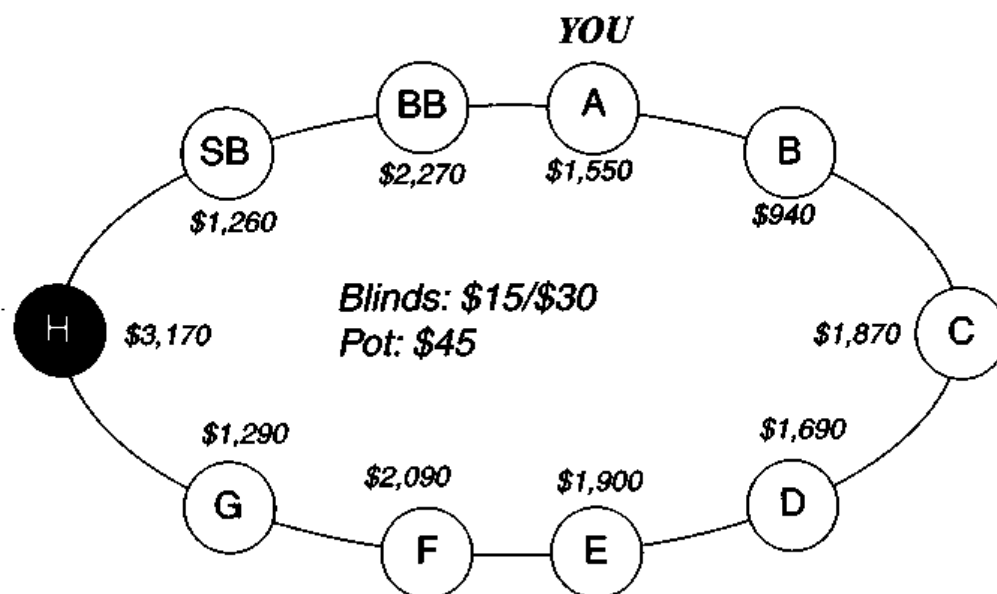 YOU
BB
A
SB
B
$2,270
$1,550
$1,260
$940
Blinds: $15/$30
H
$3,170
Pot: $45
$1,870
C
$1,290
$1,690
$2,090
$1,900
G
D
F
E